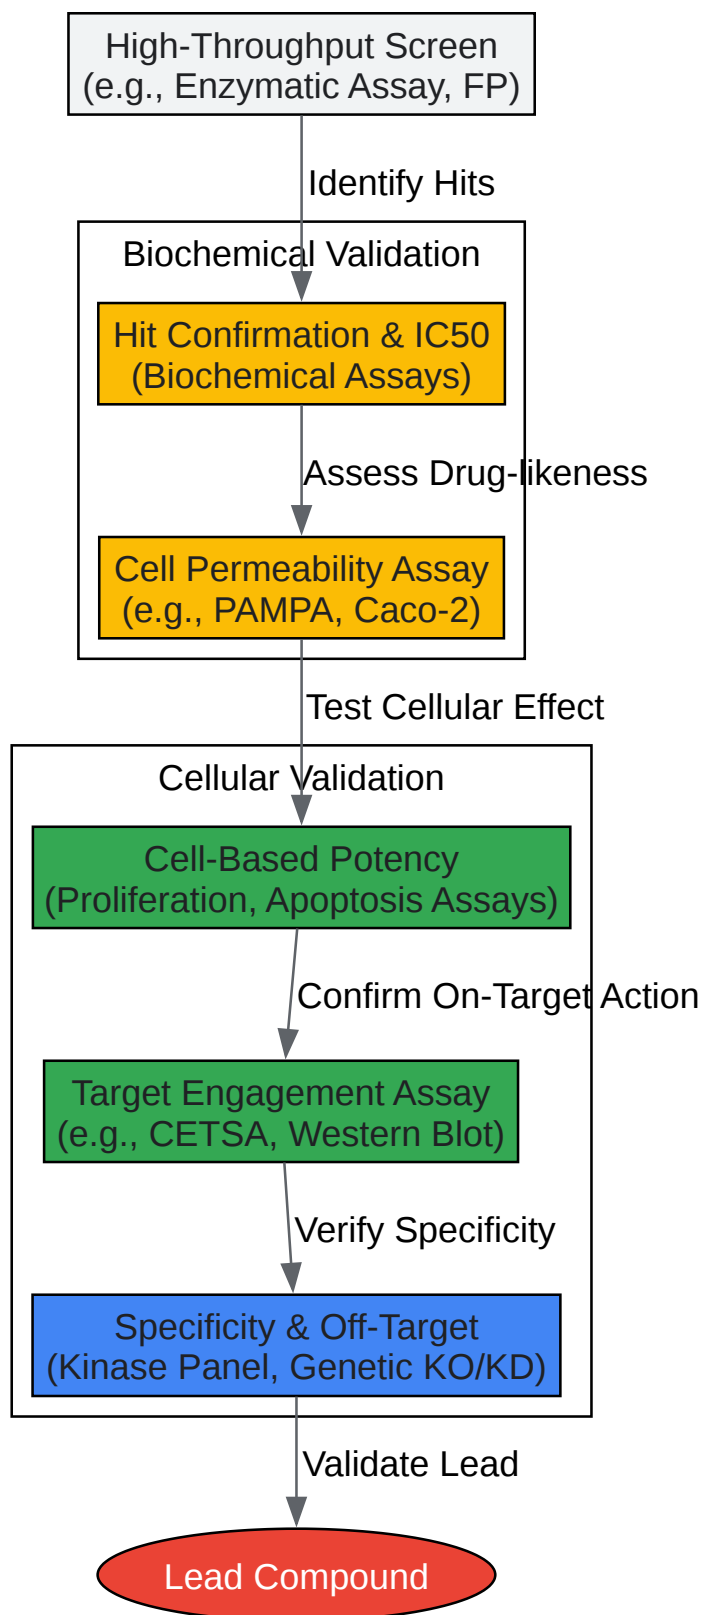 High-Throughput Screen
(e.g., Enzymatic Assay, FP)
Identify Hits
Biochemical Validation
Hit Confirmation & IC50
(Biochemical Assays)
Assess Drug-likeness
Cell Permeability Assay
(e.g., PAMPA, Caco-2)
Test Cellular Effect
Cellular Validation
Cell-Based Potency
(Proliferation, Apoptosis Assays)
Confirm On-Target Action
Target Engagement Assay
(e.g., CETSA, Western Blot)
Verify Specificity
Specificity & Off-Target
(Kinase Panel, Genetic KO/KD)
Validate Lead
Lead Compound